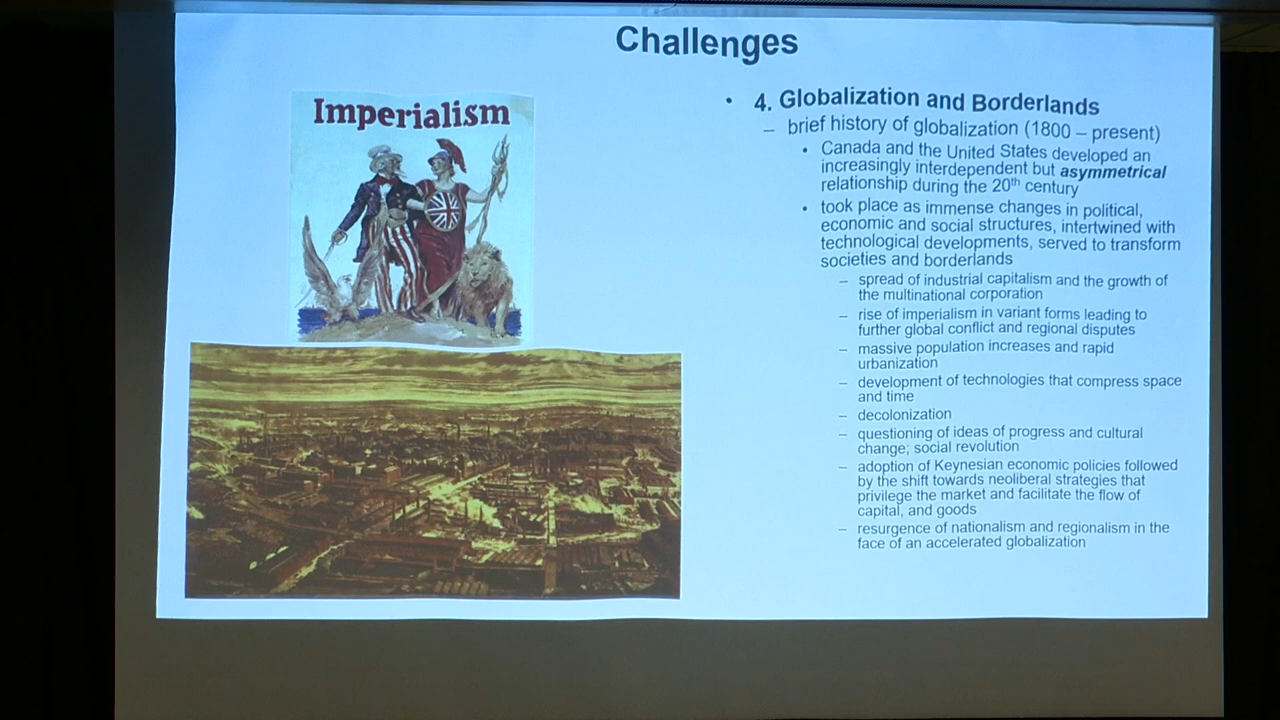 Challenges
Imperialism
• 4. Globalization and Borderlands
– brief history of globalization (1800 – present)
• Canada and the United States developed an
increasingly interdependent but asymmetrical
relationship during the 20th century
• took place as immense changes in political,
economic and social structures, intertwined with
technological developments, served to transform
societies and borderlands
– spread of industrial capitalism and the growth of
the multinational corporation
– rise of imperialism in variant forms leading to
further global conflict and regional disputes
– massive population increases and rapid
urbanization
– development of technologies that compress space
and time
– decolonization
– questioning of ideas of progress and cultural
change; social revolution
– adoption of Keynesian economic policies followed
by the shift towards neoliberal strategies that
privilege the market and facilitate the flow of
capital, and goods
– resurgence of nationalism and regionalism in the
face of an accelerated globalization